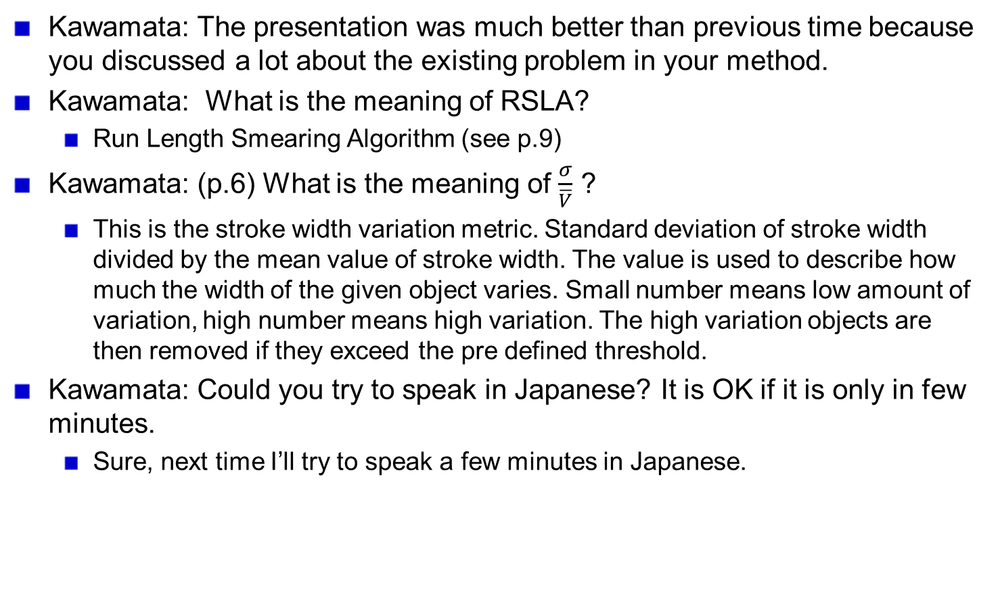 ■ Kawamata: The presentation was much better than previous time because
you discussed a lot about the existing problem in your method.
■ Kawamata: What is the meaning of RSLA?
■ Run Length Smearing Algorithm (see p.9)
■ Kawamata: (p.6) What is the meaning of σ/V̿ ?
■ This is the stroke width variation metric. Standard deviation of stroke width
divided by the mean value of stroke width. The value is used to describe how
much the width of the given object varies. Small number means low amount of
variation, high number means high variation. The high variation objects are
then removed if they exceed the pre defined threshold.
■ Kawamata: Could you try to speak in Japanese? It is OK if it is only in few
minutes.
■ Sure, next time I’ll try to speak a few minutes in Japanese.